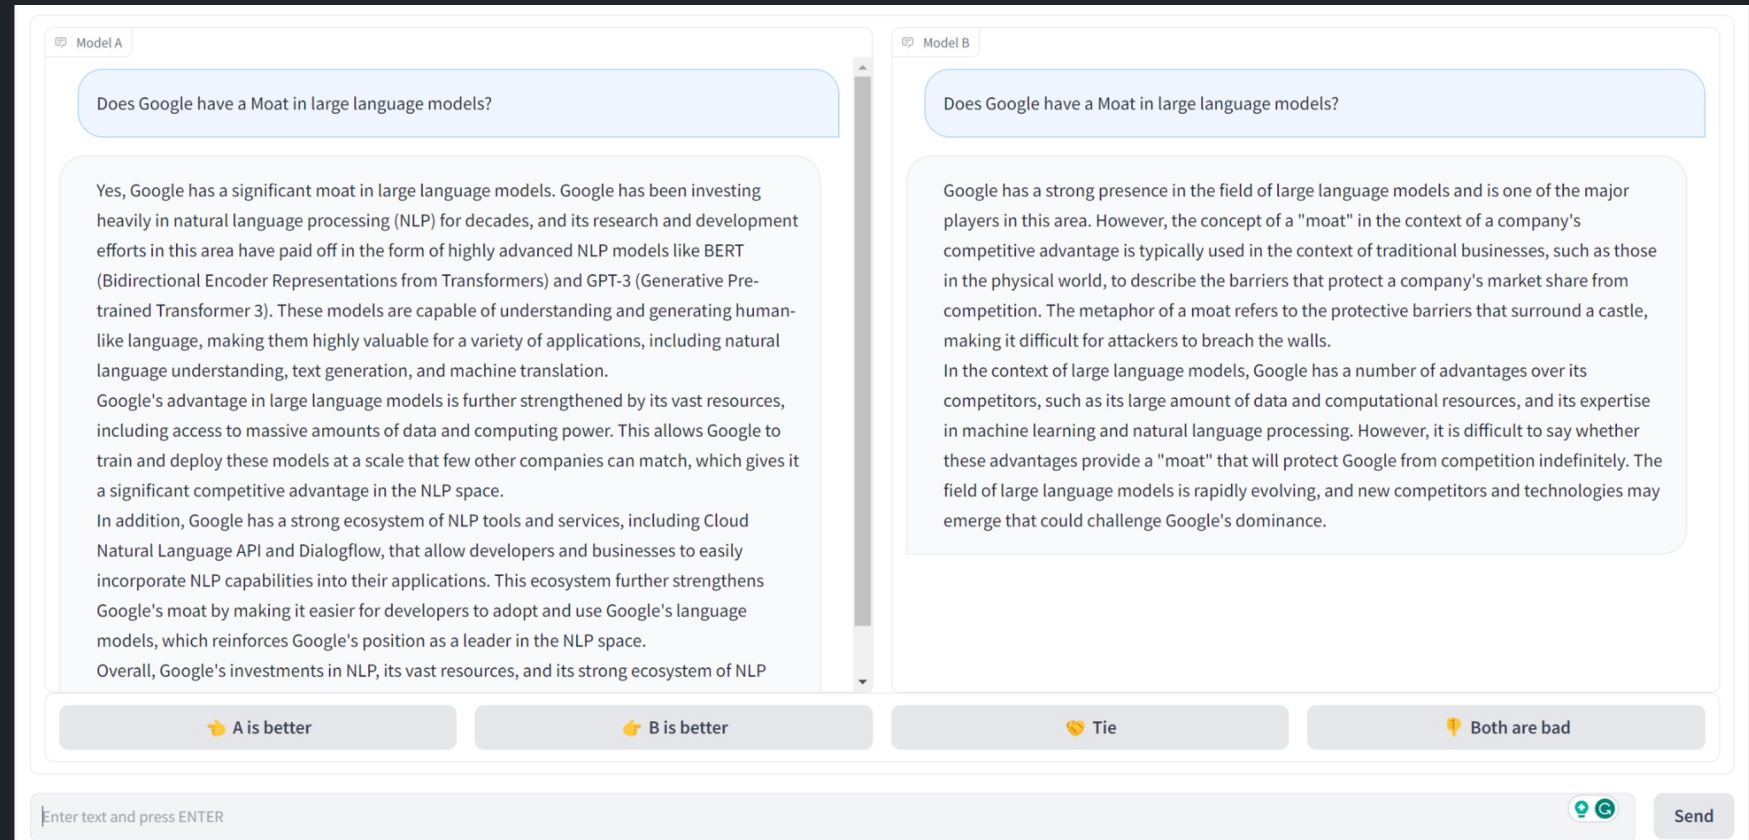 Model A
Does Google have a Moat in large language models?
Yes, Google has a significant moat in large language models. Google has been investing
heavily in natural language processing (NLP) for decades, and its research and development
efforts in this area have paid off in the form of highly advanced NLP models like BERT
(Bidirectional Encoder Representations from Transformers) and GPT-3 (Generative Pre-
trained Transformer 3). These models are capable of understanding and generating human-
like language, making them highly valuable for a variety of applications, including natural
language understanding, text generation, and machine translation.
Google's advantage in large language models is further strengthened by its vast resources,
including access to massive amounts of data and computing power. This allows Google to
train and deploy these models at a scale that few other companies can match, which gives it
a significant competitive advantage in the NLP space.
In addition, Google has a strong ecosystem of NLP tools and services, including Cloud
Natural Language API and Dialogflow, that allow developers and businesses to easily
incorporate NLP capabilities into their applications. This ecosystem further strengthens
Google's moat by making it easier for developers to adopt and use Google's language
models, which reinforces Google's position as a leader in the NLP space.
Overall, Google's investments in NLP, its vast resources, and its strong ecosystem of NLP
Model B
Does Google have a Moat in large language models?
Google has a strong presence in the field of large language models and is one of the major
players in this area. However, the concept of a "moat" in the context of a company's
competitive advantage is typically used in the context of traditional businesses, such as those
in the physical world, to describe the barriers that protect a company's market share from
competition. The metaphor of a moat refers to the protective barriers that surround a castle,
making it difficult for attackers to breach the walls.
In the context of large language models, Google has a number of advantages over its
competitors, such as its large amount of data and computational resources, and its expertise
in machine learning and natural language processing. However, it is difficult to say whether
these advantages provide a "moat" that will protect Google from competition indefinitely. The
field of large language models is rapidly evolving, and new competitors and technologies may
emerge that could challenge Google's dominance.
👈 A is better
👉 B is better
🤝 Tie
👎 Both are bad
Enter text and press ENTER
Send